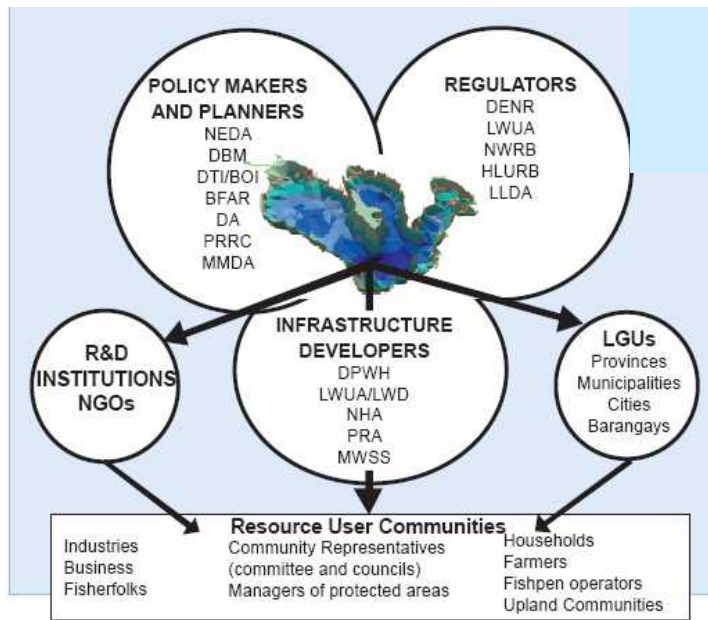 POLICY MAKERS
AND PLANNERS
NEDA
DBM
DTI/BOI
BFAR
DA
PRRC
MMDA
REGULATORS
DENR
LWUA
NWRB
HLURB
LLDA
R&D
INSTITUTIONS
NGOs
INFRASTRUCTURE
DEVELOPERS
DPWH
LWUA/LWD
NHA
PRA
MWSS
LGUs
Provinces
Municipalities
Cities
Barangays
Resource User Communities
Industries
Business
Fisherfolks
Community Representatives
(committee and councils)
Managers of protected areas
Households
Farmers
Fishpen operators
Upland Communities